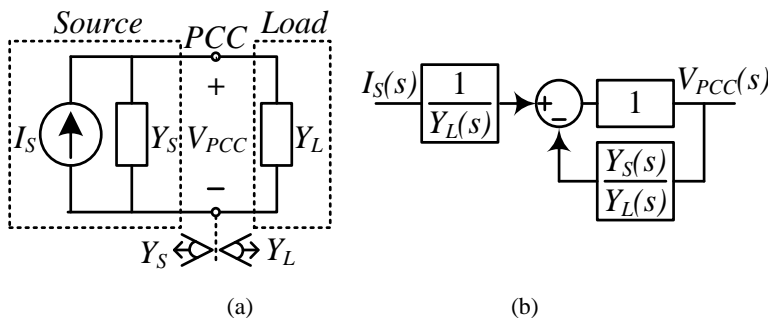 Source PCC Load
+
I_S Y_S V_PCC Y_L
−
Y_S Y_L
(a)
I_S(s) 1 / Y_L(s) + − 1 V_PCC(s)
Y_S(s) / Y_L(s)
(b)